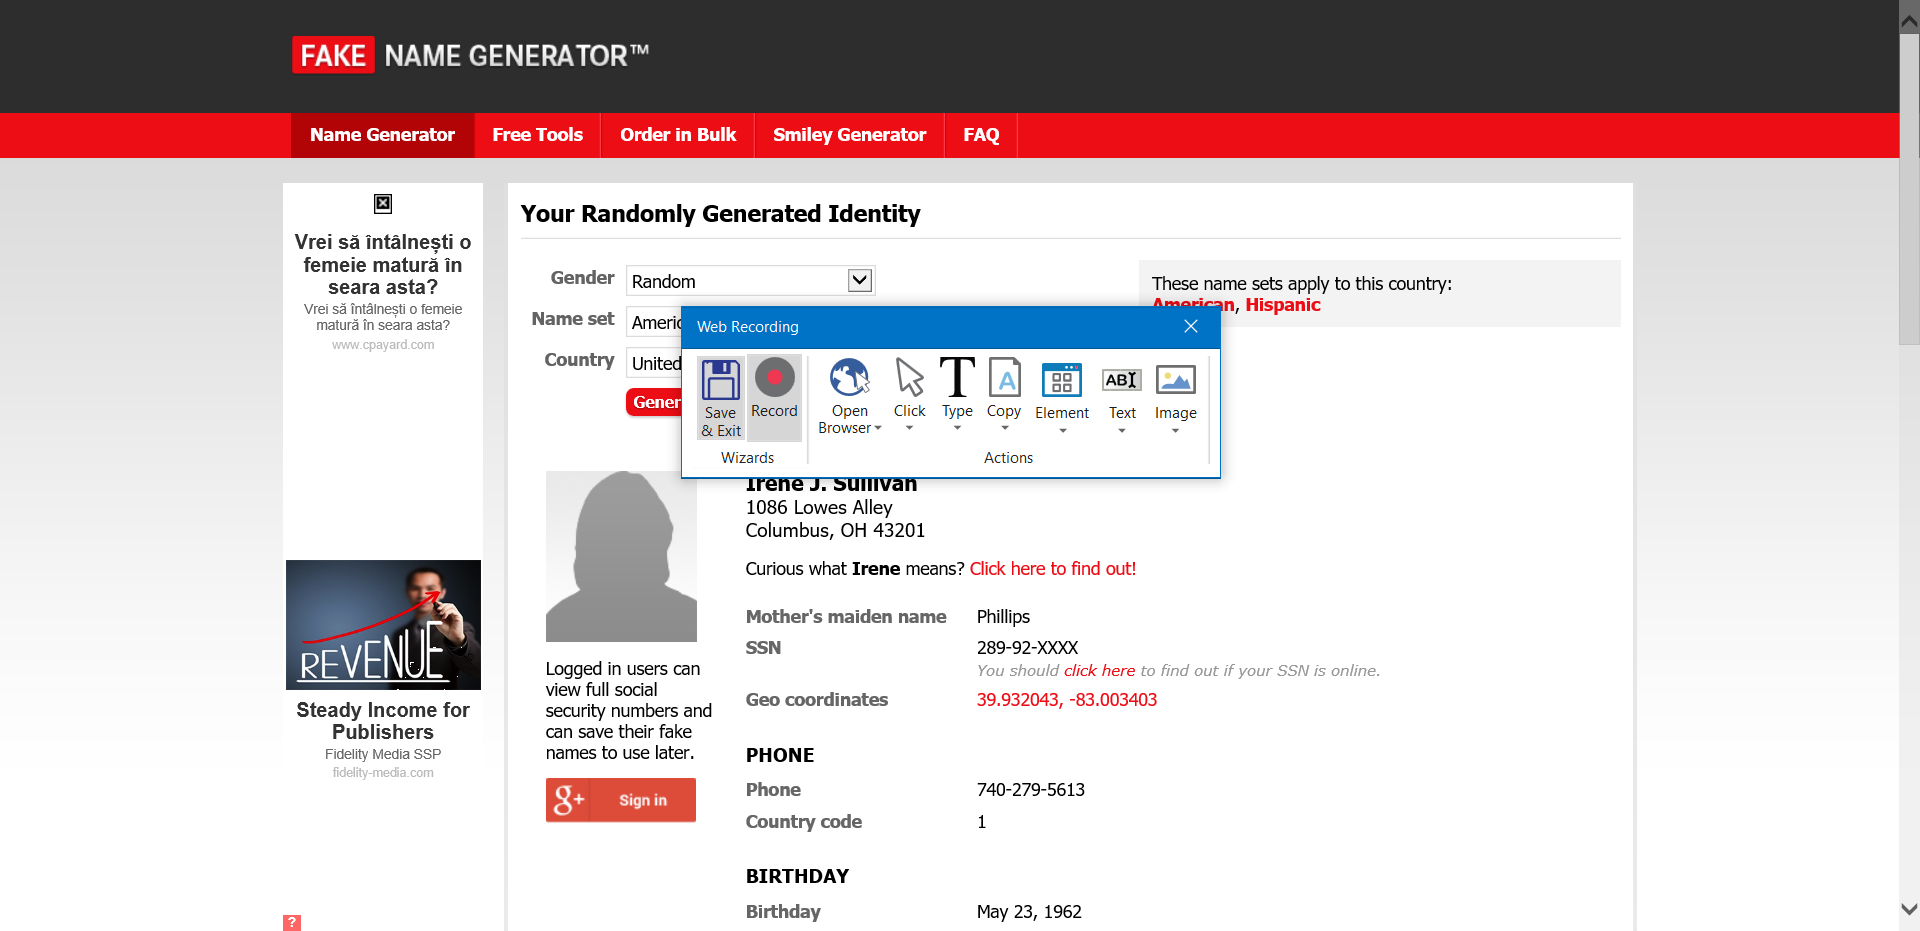 FAKE NAME GENERATOR™
Name Generator Free Tools Order in Bulk Smiley Generator FAQ
Vrei să întâlnești o
femeie matură în
seara asta?
Vrei să întâlnești o femeie
matură în seara asta?
www.cpayard.com
REVENUE
Steady Income for
Publishers
Fidelity Media SSP
fidelity-media.com
?
Your Randomly Generated Identity
Gender Random
Name set Americ
Country United
Gener
These name sets apply to this country:
American, Hispanic
Web Recording
Save
& Exit
Record
Wizards
Open
Browser
Click
Type
Copy
Element
Text
ABI
Image
Actions
Logged in users can
view full social
security numbers and
can save their fake
names to use later.
g+ Sign in
Irene J. Sullivan
1086 Lowes Alley
Columbus, OH 43201
Curious what Irene means? Click here to find out!
Mother's maiden name Phillips
SSN 289-92-XXXX
You should click here to find out if your SSN is online.
Geo coordinates 39.932043, -83.003403
PHONE
Phone 740-279-5613
Country code 1
BIRTHDAY
Birthday May 23, 1962